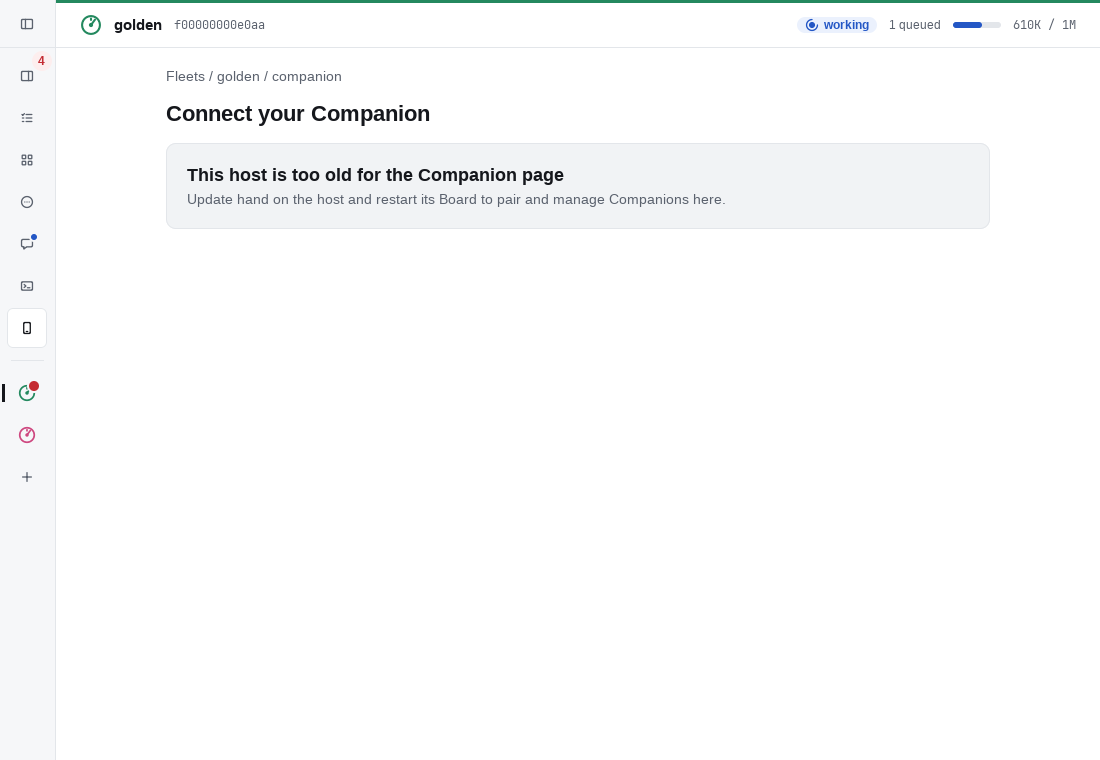 golden f00000000e0aa working 1 queued 610K / 1M
4
Fleets / golden / companion
Connect your Companion
This host is too old for the Companion page
Update hand on the host and restart its Board to pair and manage Companions here.